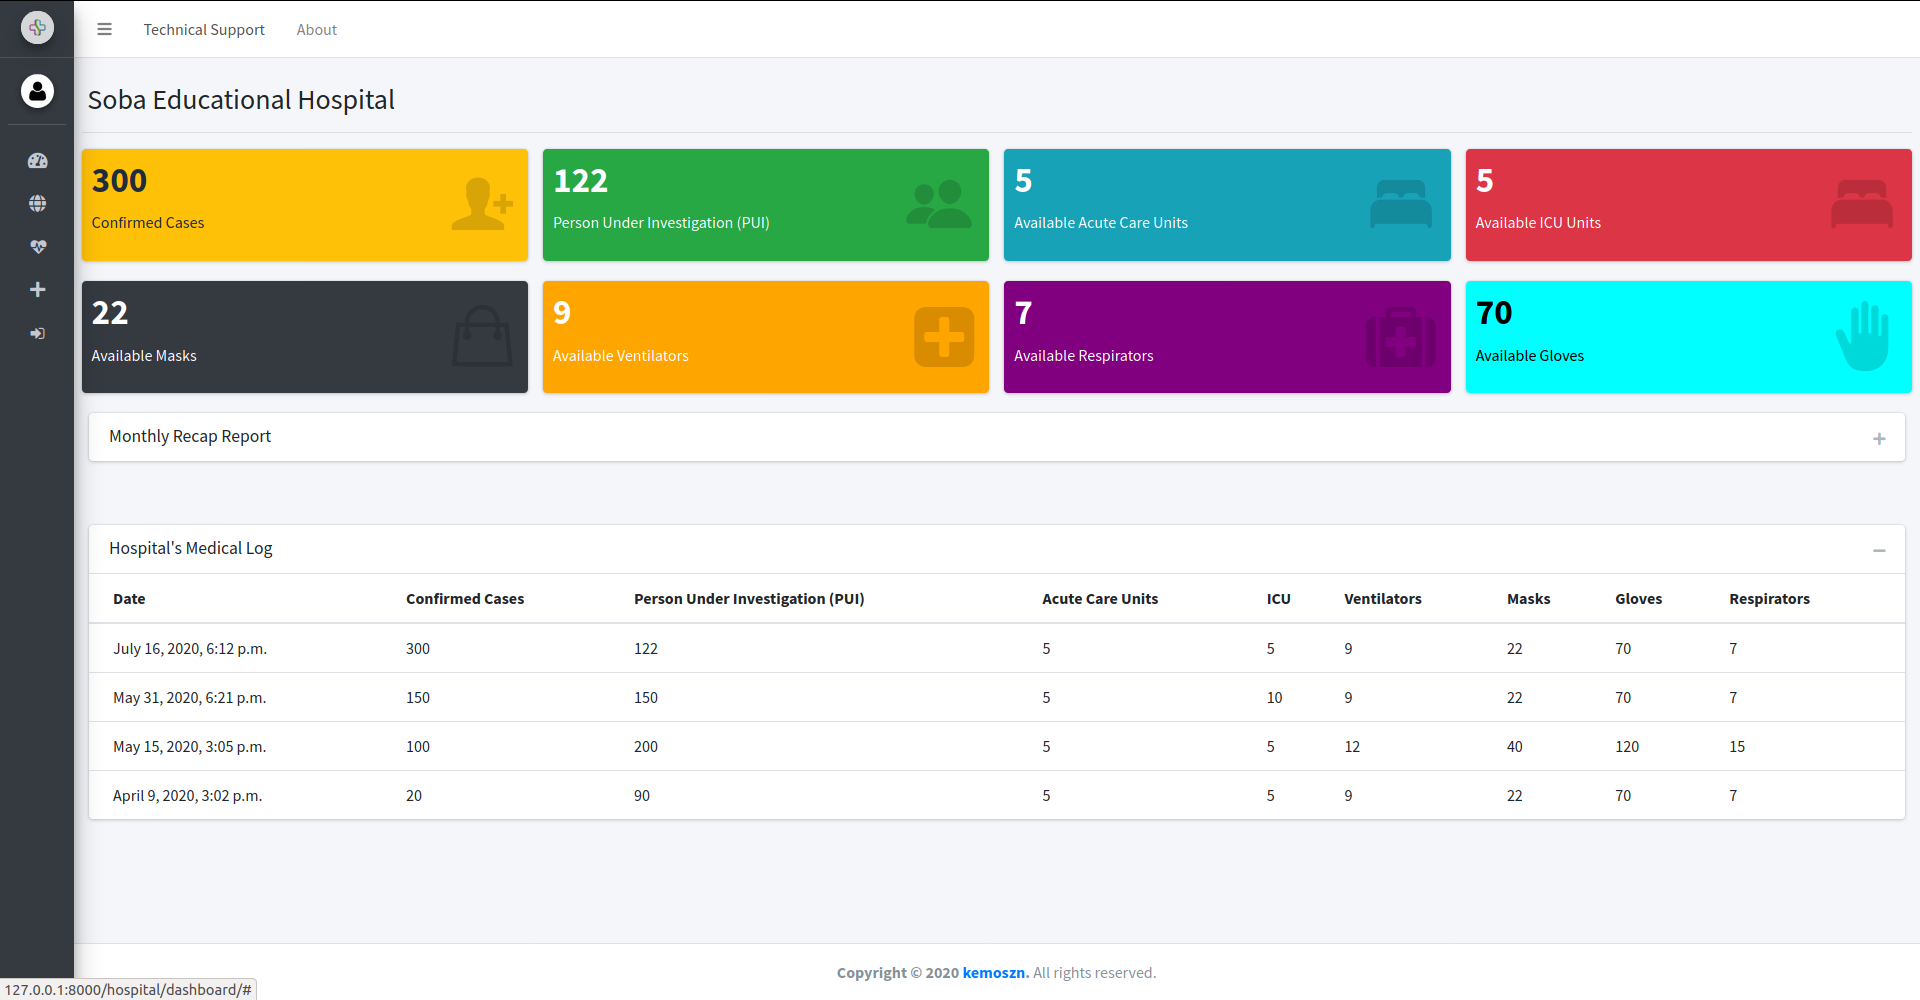 Technical Support About
Soba Educational Hospital
300
Confirmed Cases
122
Person Under Investigation (PUI)
5
Available Acute Care Units
5
Available ICU Units
22
Available Masks
9
Available Ventilators
7
Available Respirators
70
Available Gloves
Monthly Recap Report
Hospital's Medical Log
Date Confirmed Cases Person Under Investigation (PUI) Acute Care Units ICU Ventilators Masks Gloves Respirators
July 16, 2020, 6:12 p.m. 300 122 5 5 9 22 70 7
May 31, 2020, 6:21 p.m. 150 150 5 10 9 22 70 7
May 15, 2020, 3:05 p.m. 100 200 5 5 12 40 120 15
April 9, 2020, 3:02 p.m. 20 90 5 5 9 22 70 7
Copyright © 2020 kemoszn. All rights reserved.
127.0.0.1:8000/hospital/dashboard/#